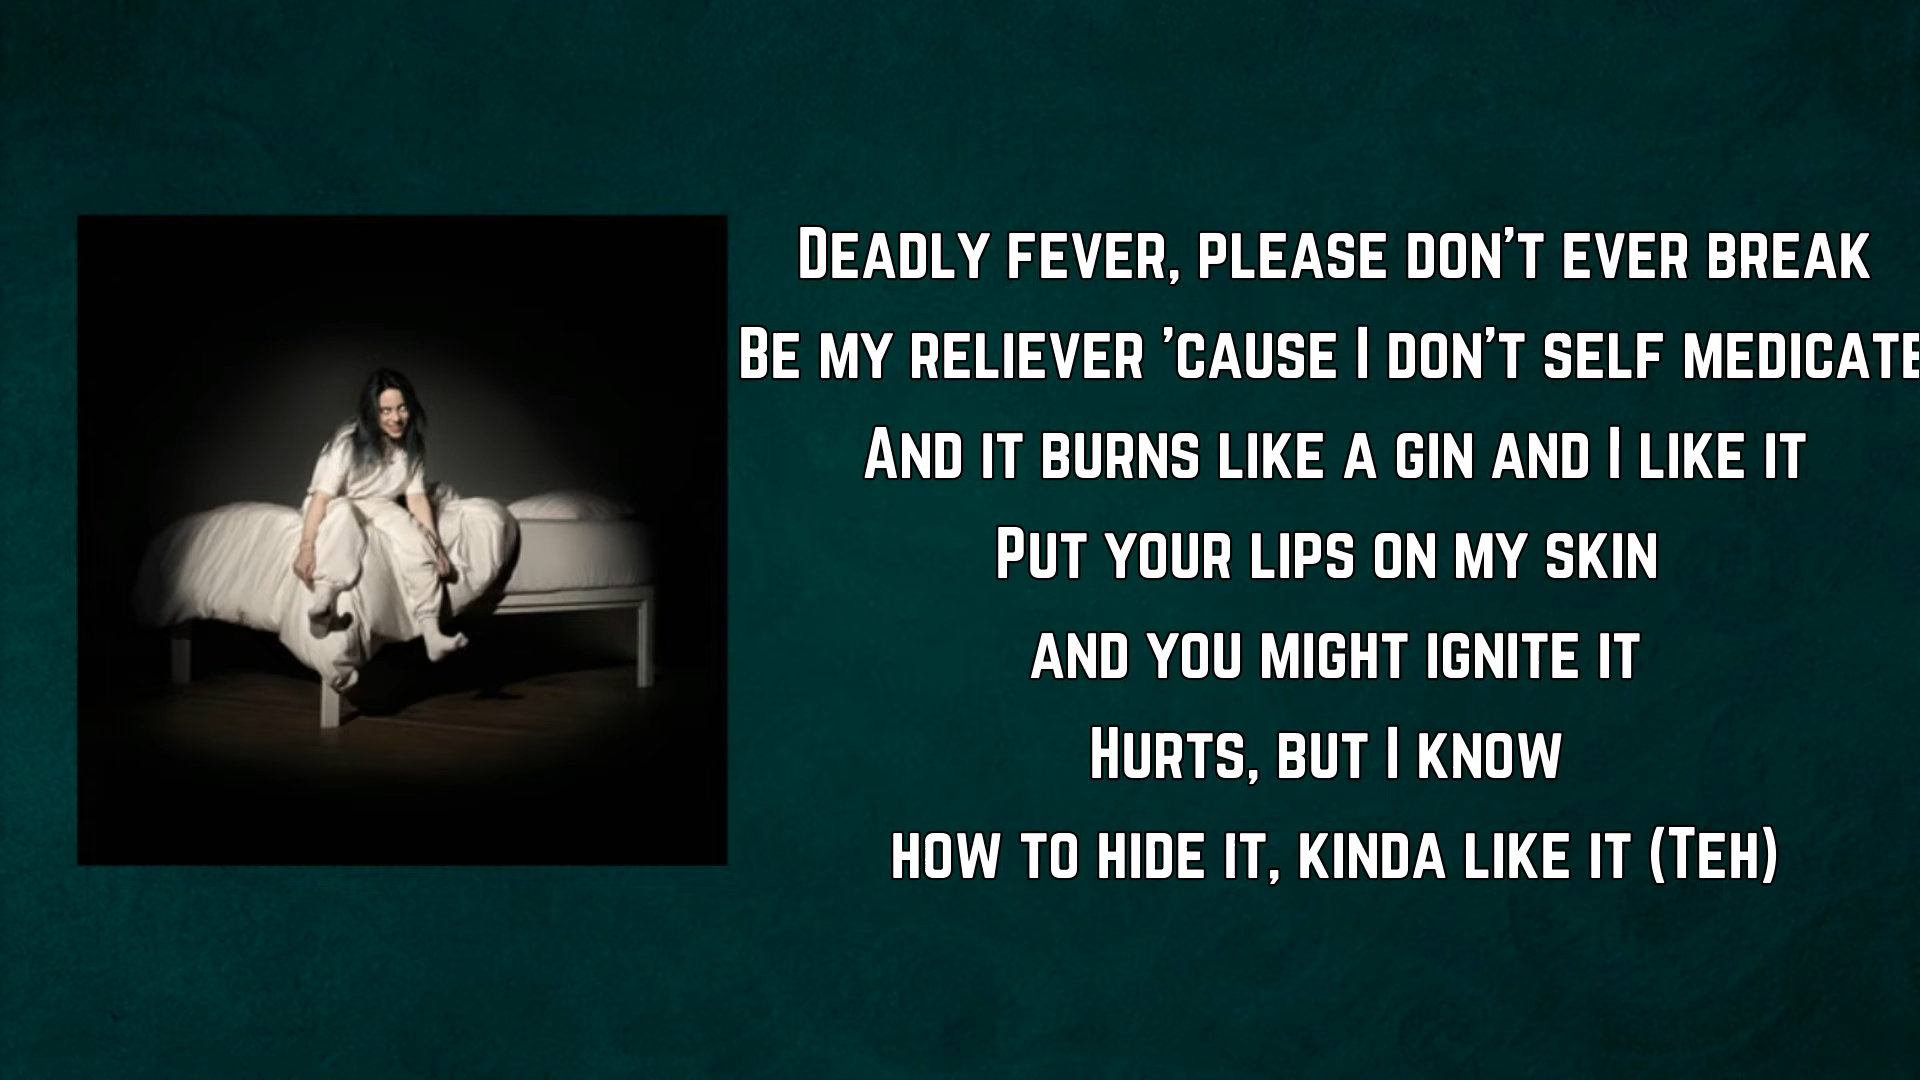 Deadly fever, please don't ever break
Be my reliever 'cause I don't self medicate
And it burns like a gin and I like it
Put your lips on my skin
and you might ignite it
Hurts, but I know
how to hide it, kinda like it (Teh)